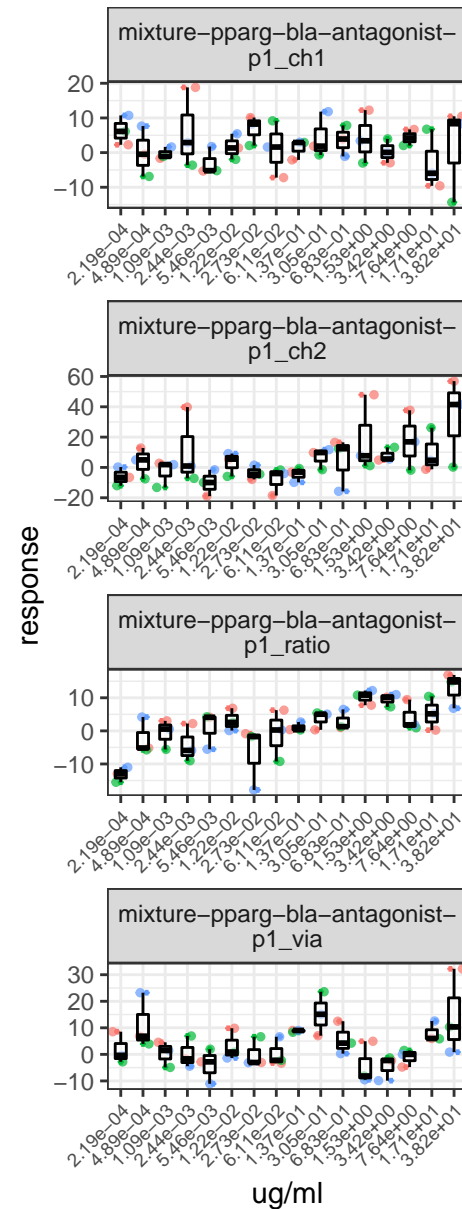 mixture−pparg−bla−antagonist−
p1_ch1
20
10
0
−10
2.19e−04
4.89e−04
1.09e−03
2.44e−03
5.46e−03
1.22e−02
2.73e−02
6.11e−02
1.37e−01
3.05e−01
6.83e−01
1.53e+00
3.42e+00
7.64e+00
1.71e+01
3.82e+01
mixture−pparg−bla−antagonist−
p1_ch2
60
40
20
0
−20
2.19e−04
4.89e−04
1.09e−03
2.44e−03
5.46e−03
1.22e−02
2.73e−02
6.11e−02
1.37e−01
3.05e−01
6.83e−01
1.53e+00
3.42e+00
7.64e+00
1.71e+01
3.82e+01
response
mixture−pparg−bla−antagonist−
p1_ratio
10
0
−10
2.19e−04
4.89e−04
1.09e−03
2.44e−03
5.46e−03
1.22e−02
2.73e−02
6.11e−02
1.37e−01
3.05e−01
6.83e−01
1.53e+00
3.42e+00
7.64e+00
1.71e+01
3.82e+01
mixture−pparg−bla−antagonist−
p1_via
30
20
10
0
−10
2.19e−04
4.89e−04
1.09e−03
2.44e−03
5.46e−03
1.22e−02
2.73e−02
6.11e−02
1.37e−01
3.05e−01
6.83e−01
1.53e+00
3.42e+00
7.64e+00
1.71e+01
3.82e+01
ug/ml